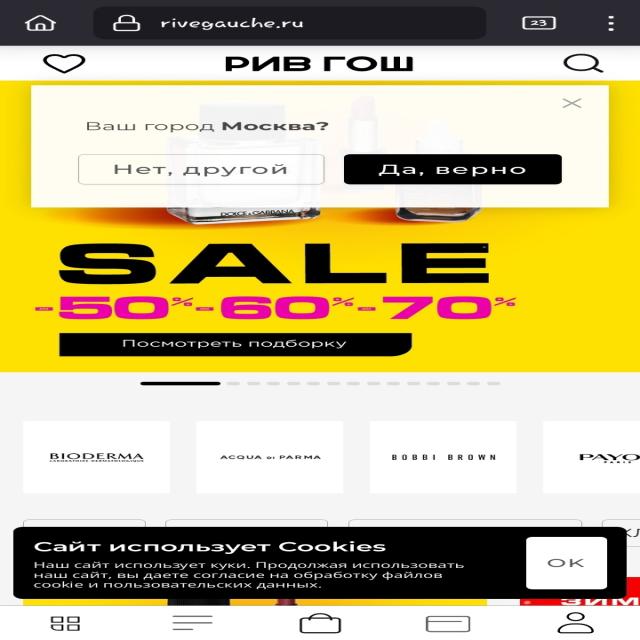 rivegauche.ru
23
РИВ ГОШ
Ваш город Москва?
Нет, другой
Да, верно
DOLCE & GABBANA
SALE
-50%-60%-70%
Посмотреть подборку
BIODERMA
LABORATOIRE DERMATOLOGIQUE
ACQUA DI PARMA
BOBBI BROWN
PAYO
PARIS
Сайт использует Cookies
Наш сайт использует куки. Продолжая использовать
наш сайт, вы даете согласие на обработку файлов
cookie и пользовательских данных.
OK